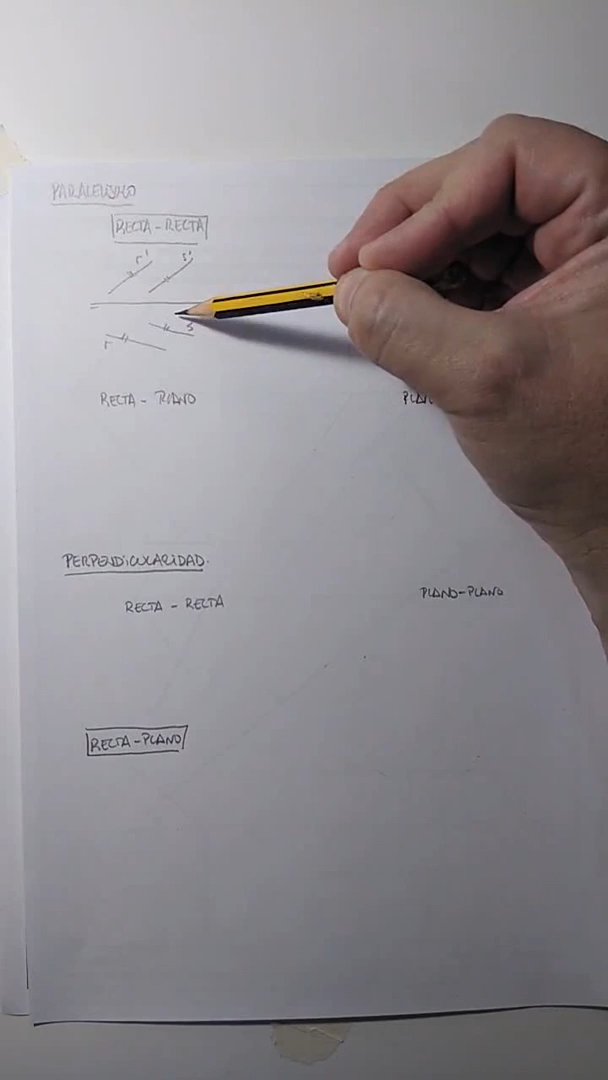 PARALELISMO
RECTA - RECTA
r' s'
s
r
RECTA - PLANO
PERPENDICULARIDAD.
RECTA - RECTA
PLANO-PLANO
RECTA-PLANO